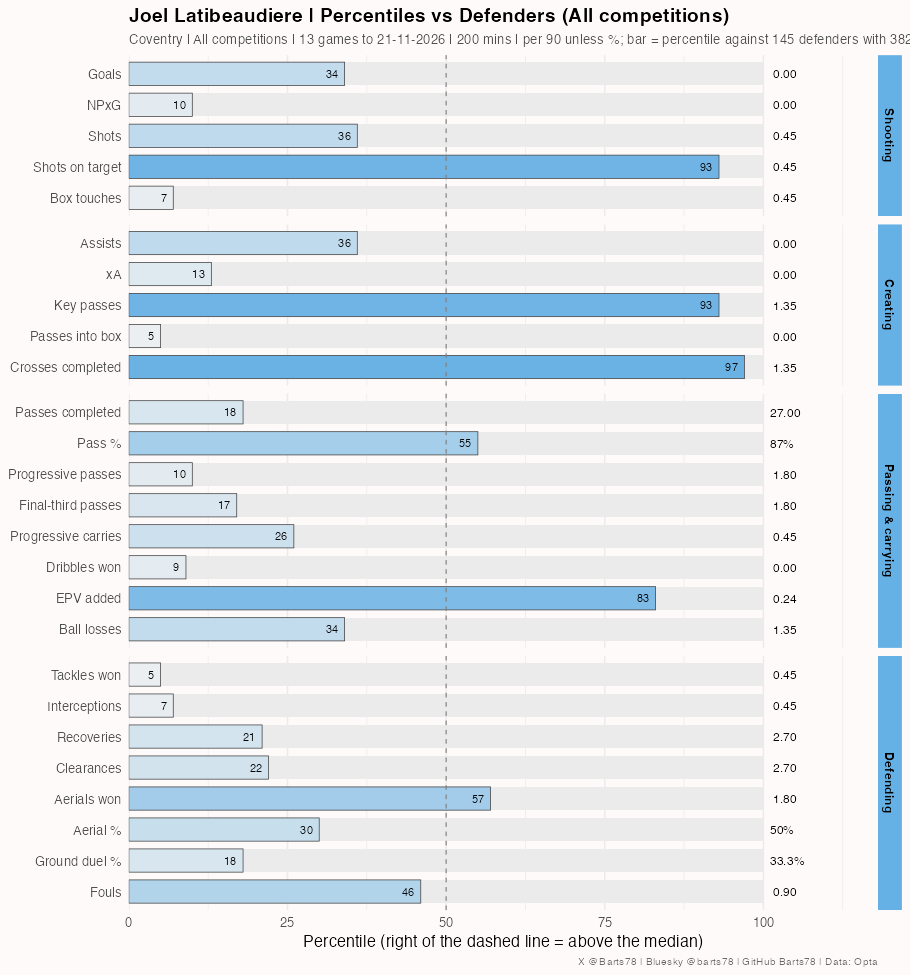 Joel Latibeaudiere | Percentiles vs Defenders (All competitions)
Coventry | All competitions | 13 games to 21-11-2026 | 200 mins | per 90 unless %; bar = percentile against 145 defenders with 382
Goals 34 0.00
NPxG 10 0.00
Shots 36 0.45
Shots on target 93 0.45
Box touches 7 0.45
Shooting
Assists 36 0.00
xA 13 0.00
Key passes 93 1.35
Passes into box 5 0.00
Crosses completed 97 1.35
Creating
Passes completed 18 27.00
Pass % 55 87%
Progressive passes 10 1.80
Final-third passes 17 1.80
Progressive carries 26 0.45
Dribbles won 9 0.00
EPV added 83 0.24
Ball losses 34 1.35
Passing & carrying
Tackles won 5 0.45
Interceptions 7 0.45
Recoveries 21 2.70
Clearances 22 2.70
Aerials won 57 1.80
Aerial % 30 50%
Ground duel % 18 33.3%
Fouls 46 0.90
Defending
0 25 50 75 100
Percentile (right of the dashed line = above the median)
X @Barts78 | Bluesky @barts78 | GitHub Barts78 | Data: Opta